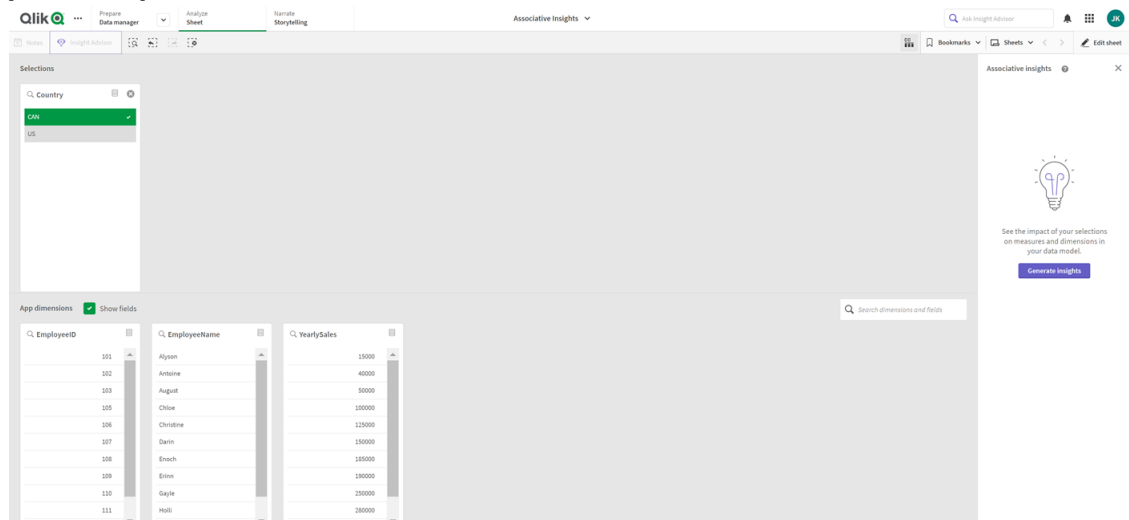 Qlik
Prepare
Data manager
Analyze
Sheet
Narrate
Storytelling
Associative Insights
Ask Insight Advisor
JK
Notes
Insight Advisor
Bookmarks
Sheets
Edit sheet
Selections
Country
CAN
US
Associative insights
See the impact of your selections
on measures and dimensions in
your data model.
Generate insights
App dimensions
Show fields
Search dimensions and fields
EmployeeID
101
102
103
105
106
107
108
109
110
111
EmployeeName
Alyson
Antoine
August
Chloe
Christine
Darin
Enoch
Erinn
Gayle
Holli
YearlySales
15000
40000
50000
100000
125000
150000
185000
190000
250000
280000